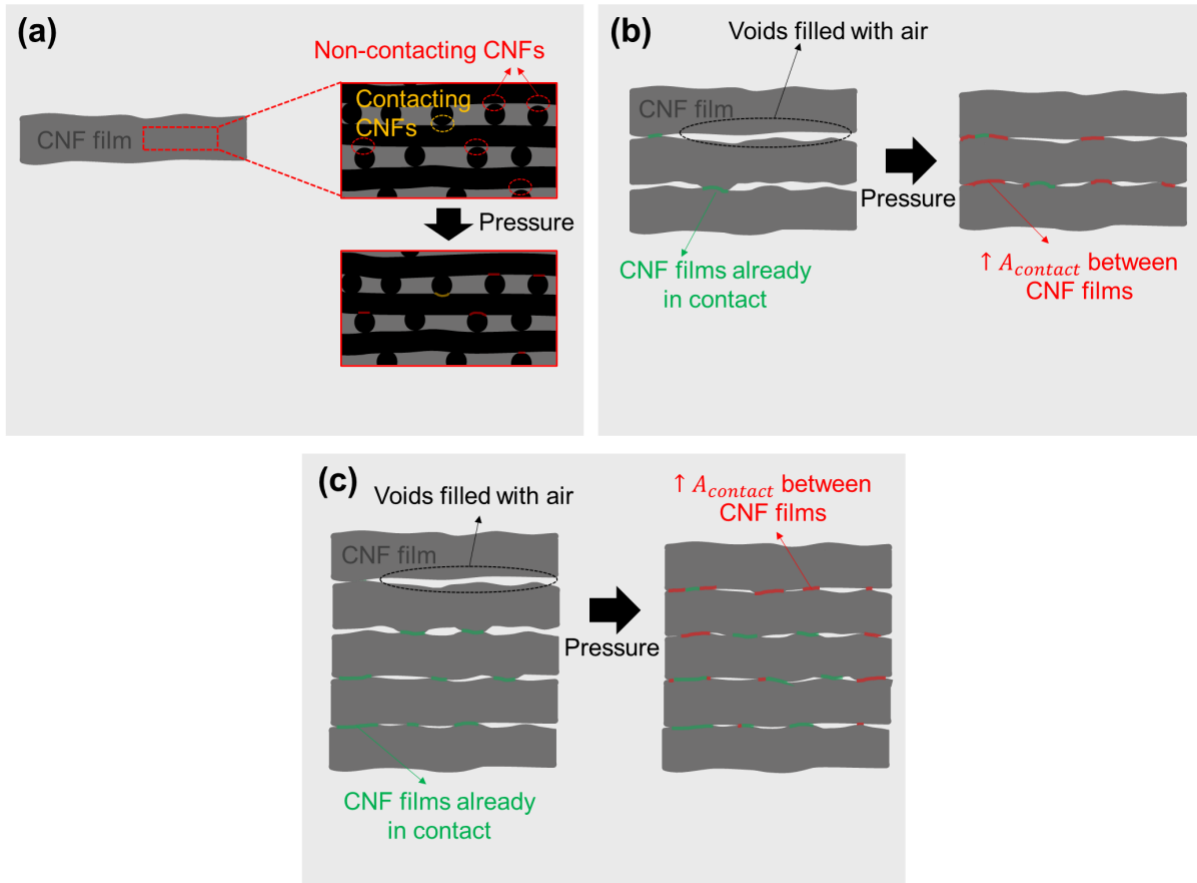 (a)
Non-contacting CNFs
CNF film
Contacting
CNFs
Pressure
(b)
Voids filled with air
CNF film
Pressure
CNF films already
in contact
↑ A_contact between
CNF films
(c)
Voids filled with air
CNF film
Pressure
↑ A_contact between
CNF films
CNF films already
in contact